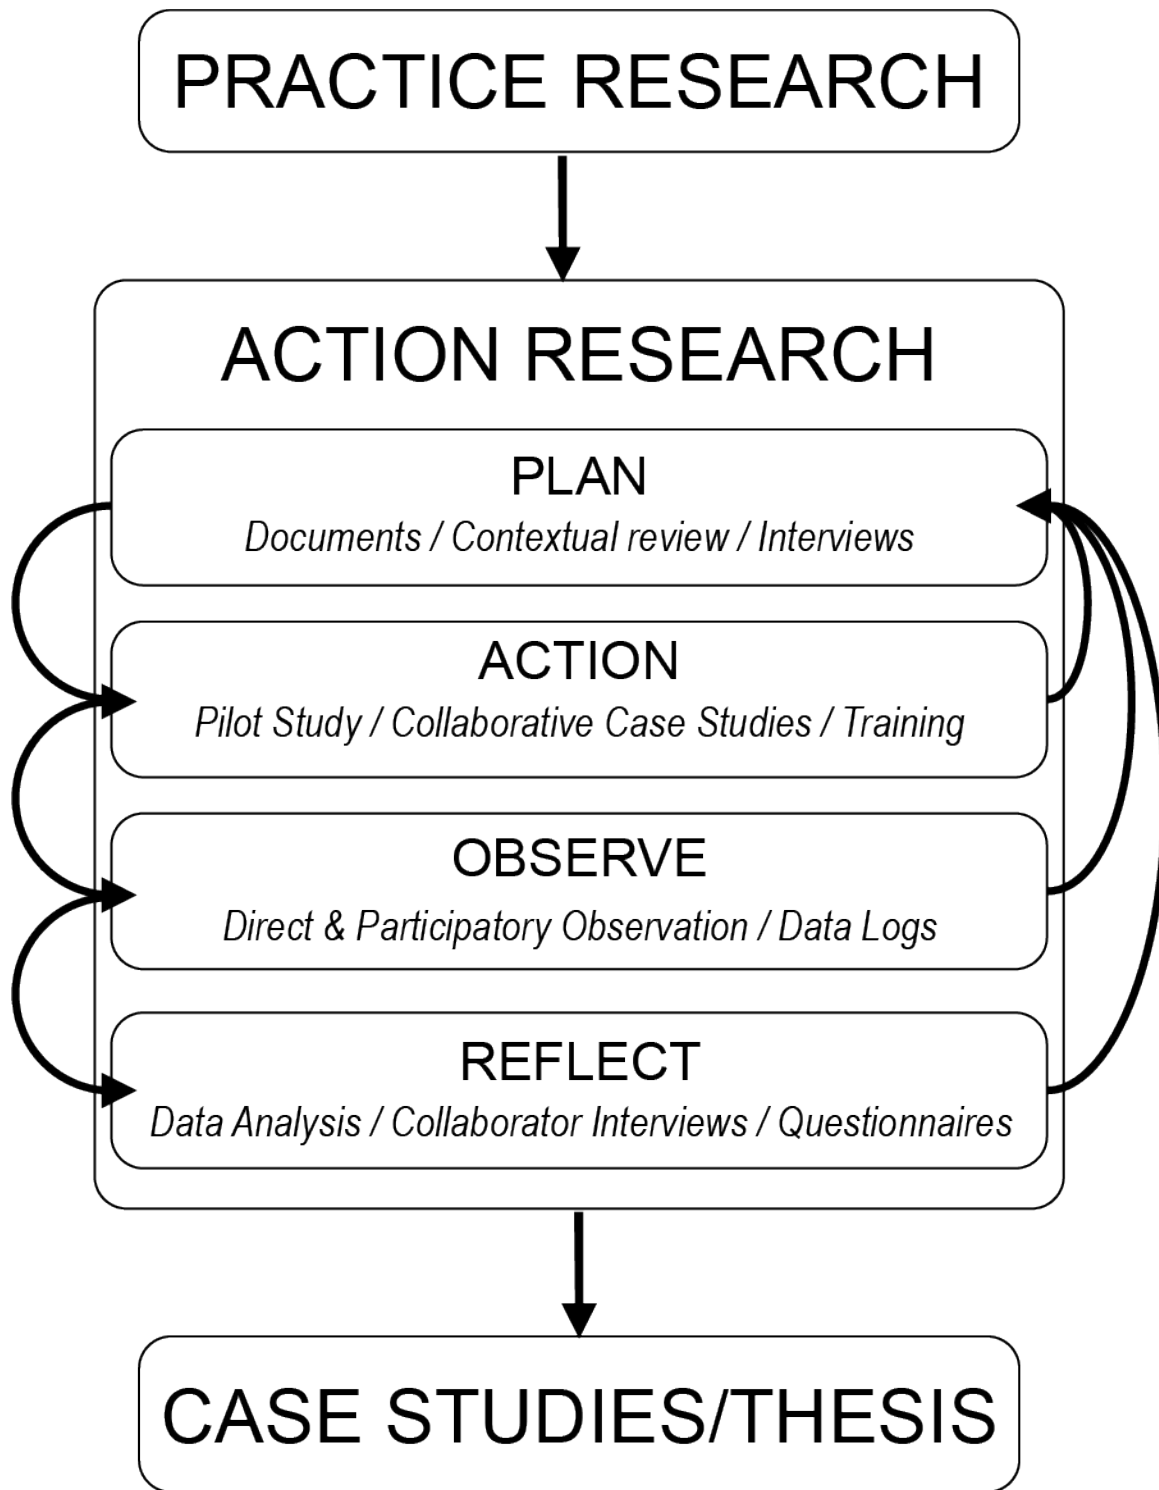 PRACTICE RESEARCH
ACTION RESEARCH
PLAN
Documents / Contextual review / Interviews
ACTION
Pilot Study / Collaborative Case Studies / Training
OBSERVE
Direct & Participatory Observation / Data Logs
REFLECT
Data Analysis / Collaborator Interviews / Questionnaires
CASE STUDIES/THESIS